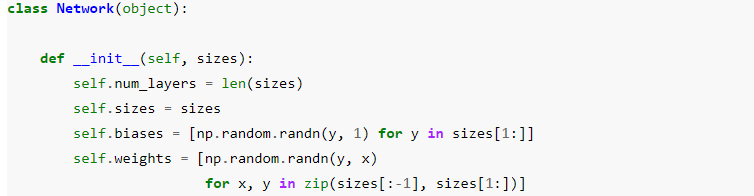 class Network(object):
    def __init__(self, sizes):
        self.num_layers = len(sizes)
        self.sizes = sizes
        self.biases = [np.random.randn(y, 1) for y in sizes[1:]]
        self.weights = [np.random.randn(y, x)
                        for x, y in zip(sizes[:-1], sizes[1:])]